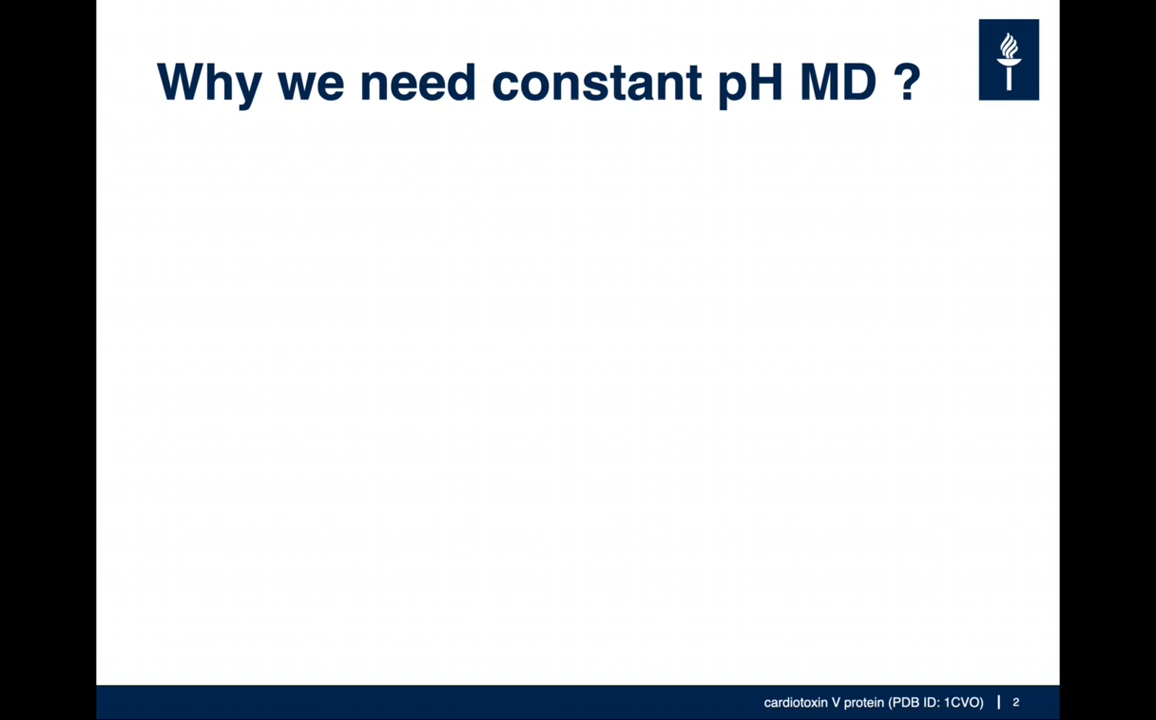 Why we need constant pH MD ?
cardiotoxin V protein (PDB ID: 1CVO) | 2